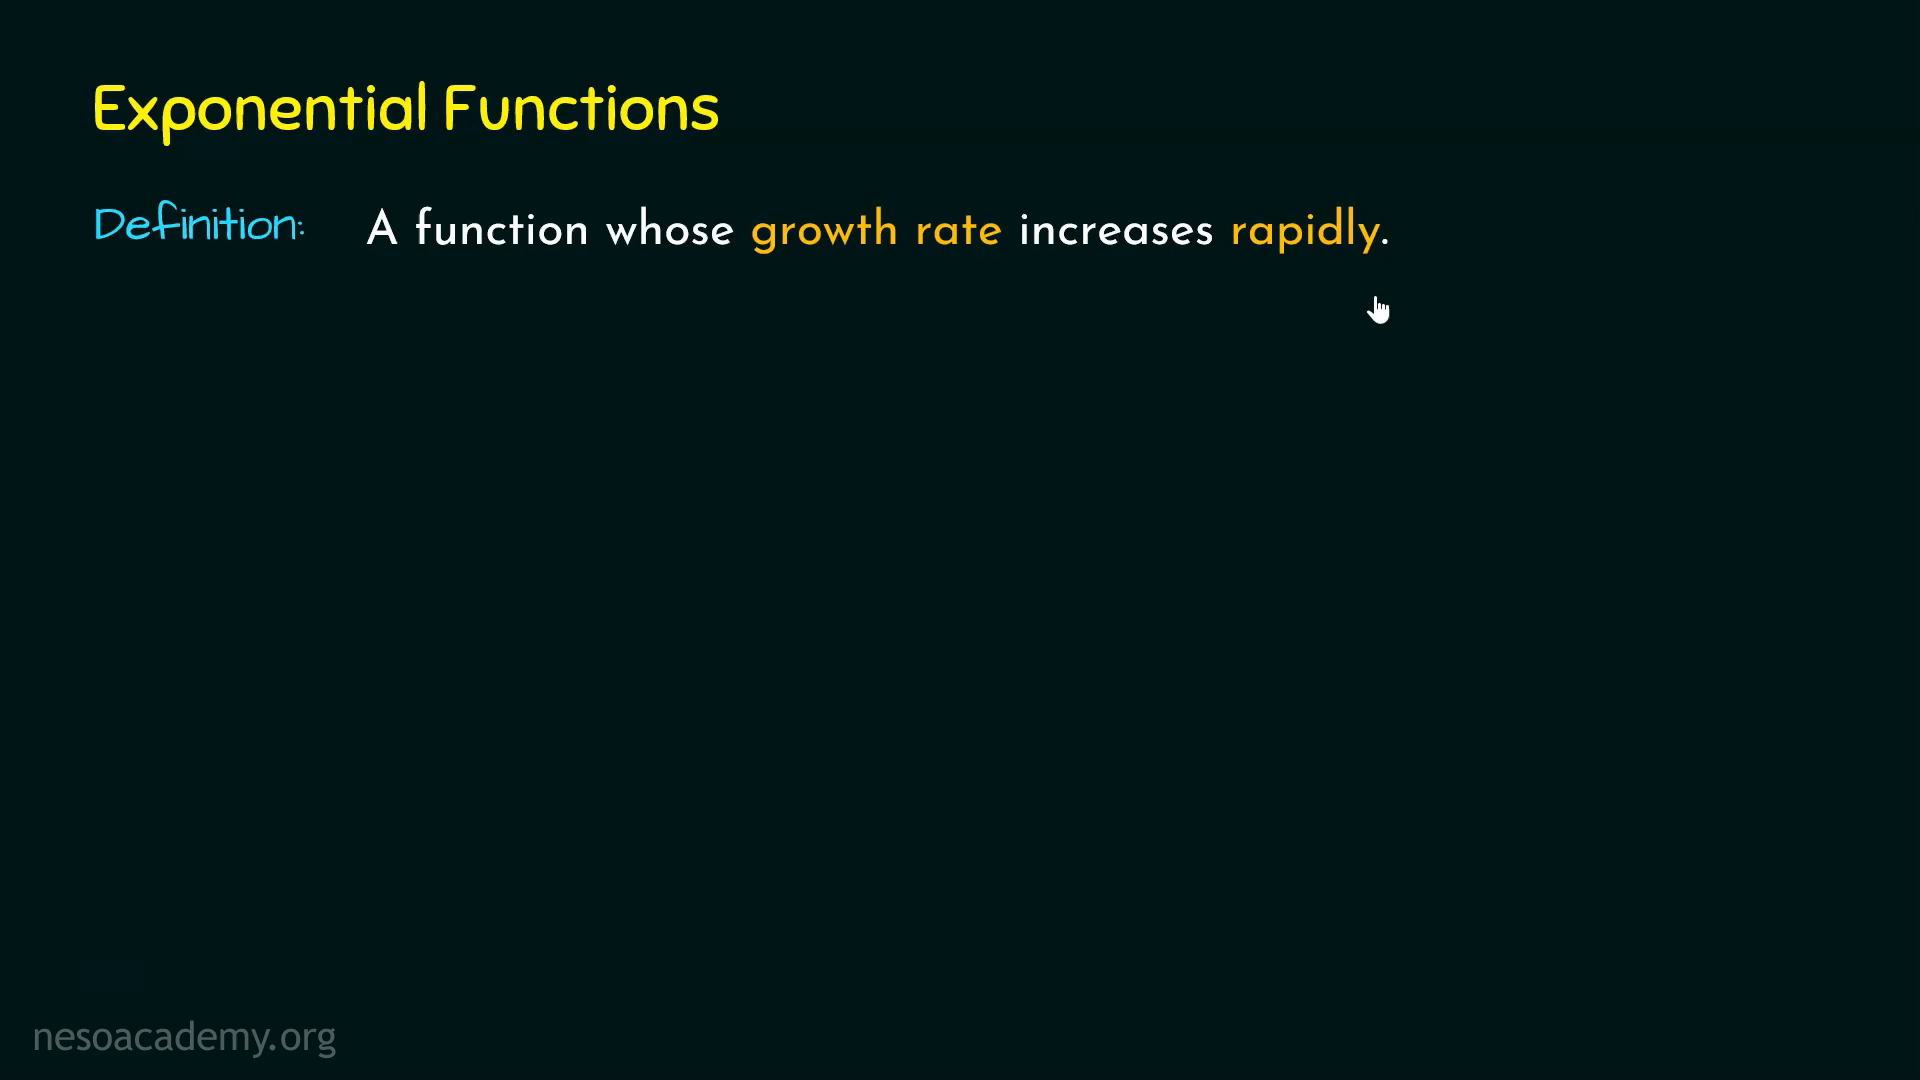 Exponential Functions
Definition: A function whose growth rate increases rapidly.
nesoacademy.org